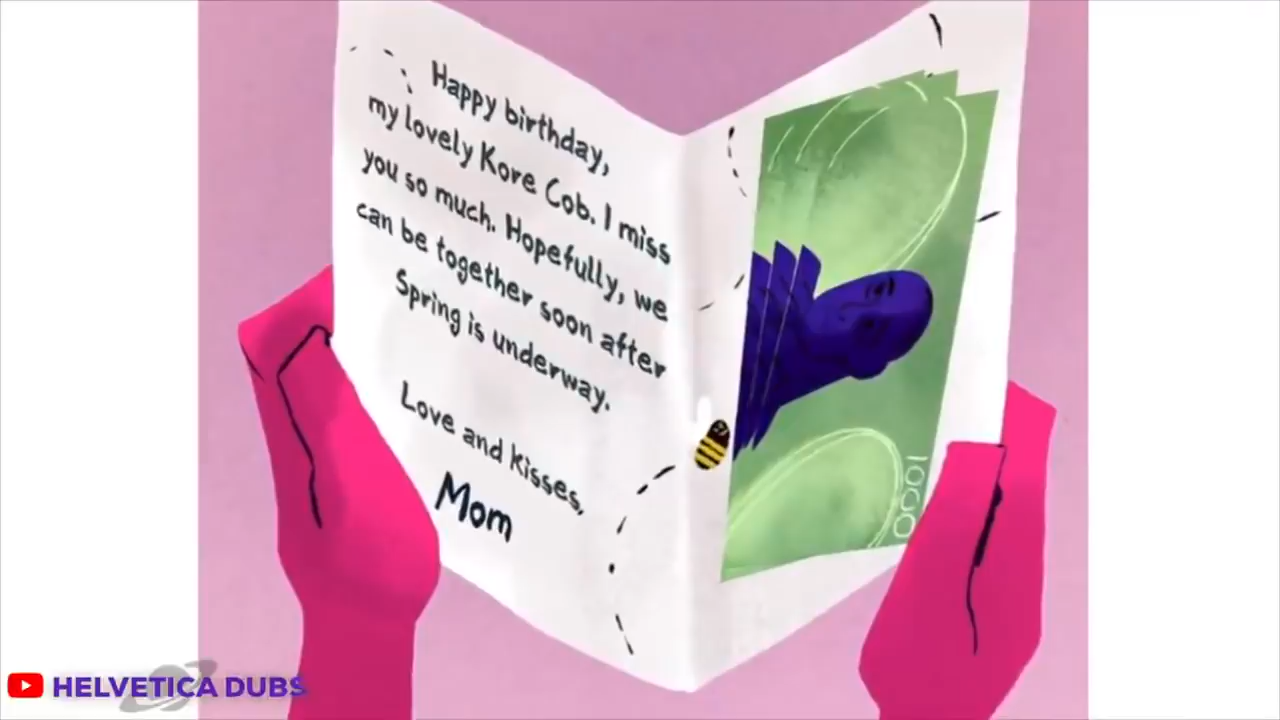 Happy birthday,
my lovely Kore Cob. I miss
you so much. Hopefully, we
can be together soon after
Spring is underway.
Love and kisses,
Mom
1000
HELVETICA DUBS